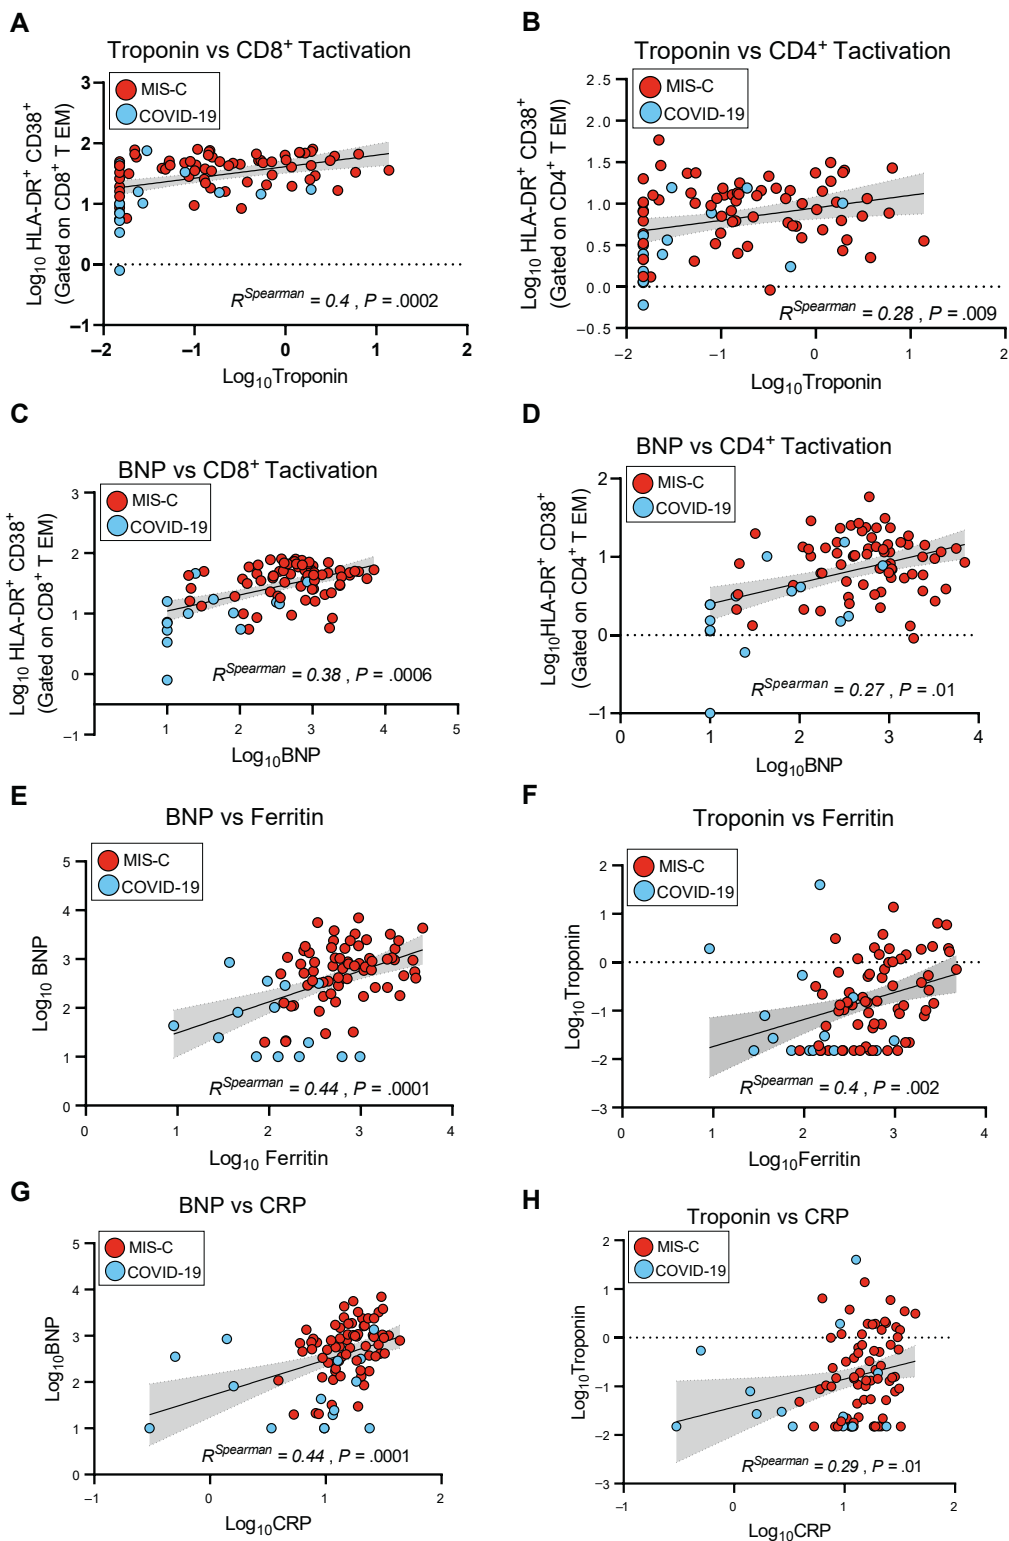 A
Troponin vs CD8+ Tactivation
MIS-C
COVID-19
Log10 HLA-DR+ CD38+
(Gated on CD8+ T EM)
3
2
1
0
–1
R Spearman = 0.4 , P = .0002
–2 –1 0 1 2
Log10Troponin
B
Troponin vs CD4+ Tactivation
MIS-C
COVID-19
Log10 HLA-DR+ CD38+
(Gated on CD4+ T EM)
2.5
2.0
1.5
1.0
0.5
0.0
–0.5
R Spearman = 0.28 , P = .009
–2 –1 0 1 2
Log10Troponin
C
BNP vs CD8+ Tactivation
MIS-C
COVID-19
Log10 HLA-DR+ CD38+
(Gated on CD8+ T EM)
3
2
1
0
–1
R Spearman = 0.38 , P = .0006
1 2 3 4 5
Log10BNP
D
BNP vs CD4+ Tactivation
MIS-C
COVID-19
Log10HLA-DR+ CD38+
(Gated on CD4+ T EM)
2
1
0
–1
R Spearman = 0.27 , P = .01
0 1 2 3 4
Log10BNP
E
BNP vs Ferritin
MIS-C
COVID-19
Log10 BNP
5
4
3
2
1
0
R Spearman = 0.44 , P = .0001
0 1 2 3 4
Log10 Ferritin
F
Troponin vs Ferritin
MIS-C
COVID-19
Log10Troponin
2
1
0
–1
–2
–3
R Spearman = 0.4 , P = .002
0 1 2 3 4
Log10Ferritin
G
BNP vs CRP
MIS-C
COVID-19
Log10BNP
5
4
3
2
1
0
R Spearman = 0.44 , P = .0001
–1 0 1 2
Log10CRP
H
Troponin vs CRP
MIS-C
COVID-19
Log10Troponin
2
1
0
–1
–2
–3
R Spearman = 0.29 , P = .01
–1 0 1 2
Log10CRP